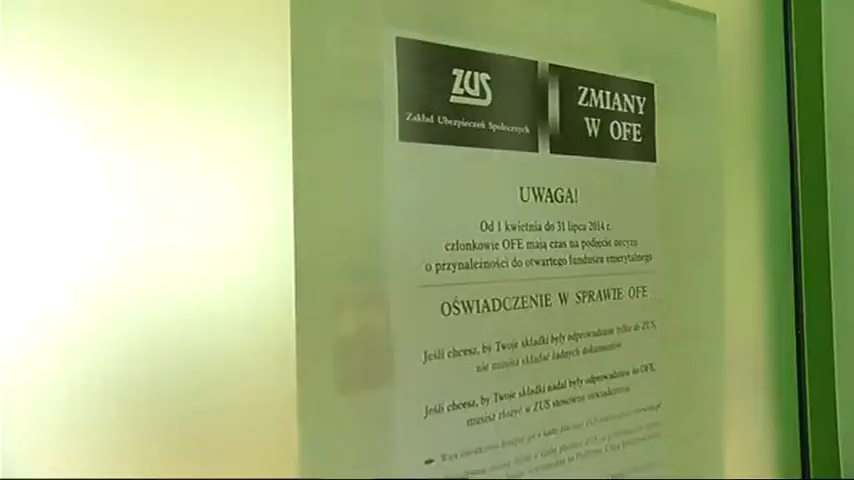 ZUS
Zakład Ubezpieczeń Społecznych
ZMIANY
W OFE
UWAGA!
Od 1 kwietnia do 31 lipca 2014 r.
członkowie OFE mają czas na podjęcie decyzji
o przynależności do otwartego funduszu emerytalnego
OŚWIADCZENIE W SPRAWIE OFE
Jeśli chcesz, by Twoje składki były odprowadzane tylko do ZUS,
nie musisz składać żadnych dokumentów
Jeśli chcesz, by Twoje składki nadal były odprowadzane do OFE,
musisz złożyć w ZUS stosowne oświadczenie